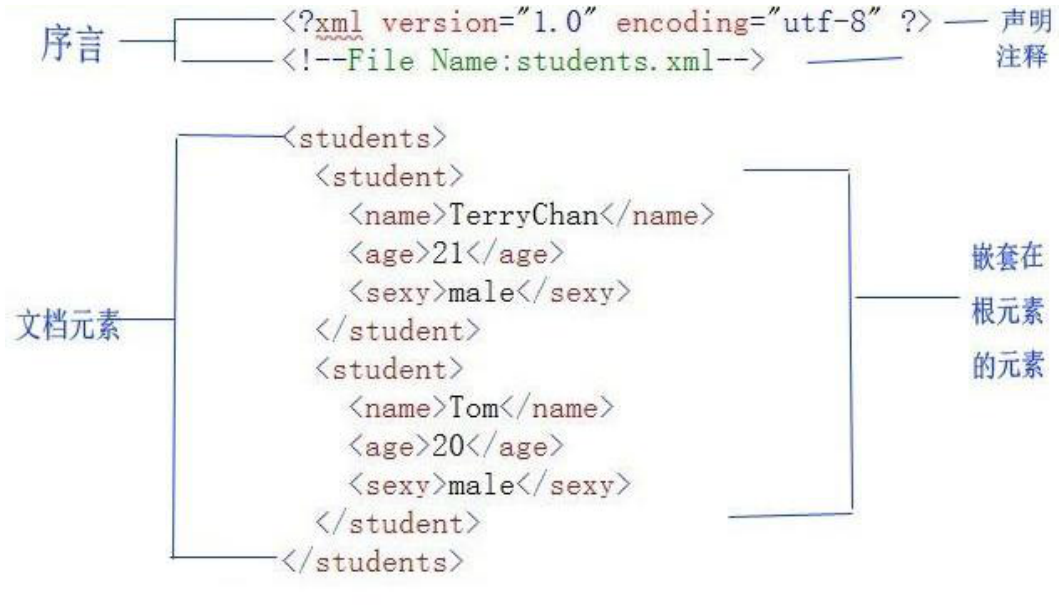 序言 <?xml version="1.0" encoding="utf-8" ?> 声明
<!--File Name:students.xml--> 注释
<students>
<student>
<name>TerryChan</name>
<age>21</age>
<sexy>male</sexy>
</student>
<student>
<name>Tom</name>
<age>20</age>
<sexy>male</sexy>
</student>
</students>
文档元素
嵌套在
根元素
的元素